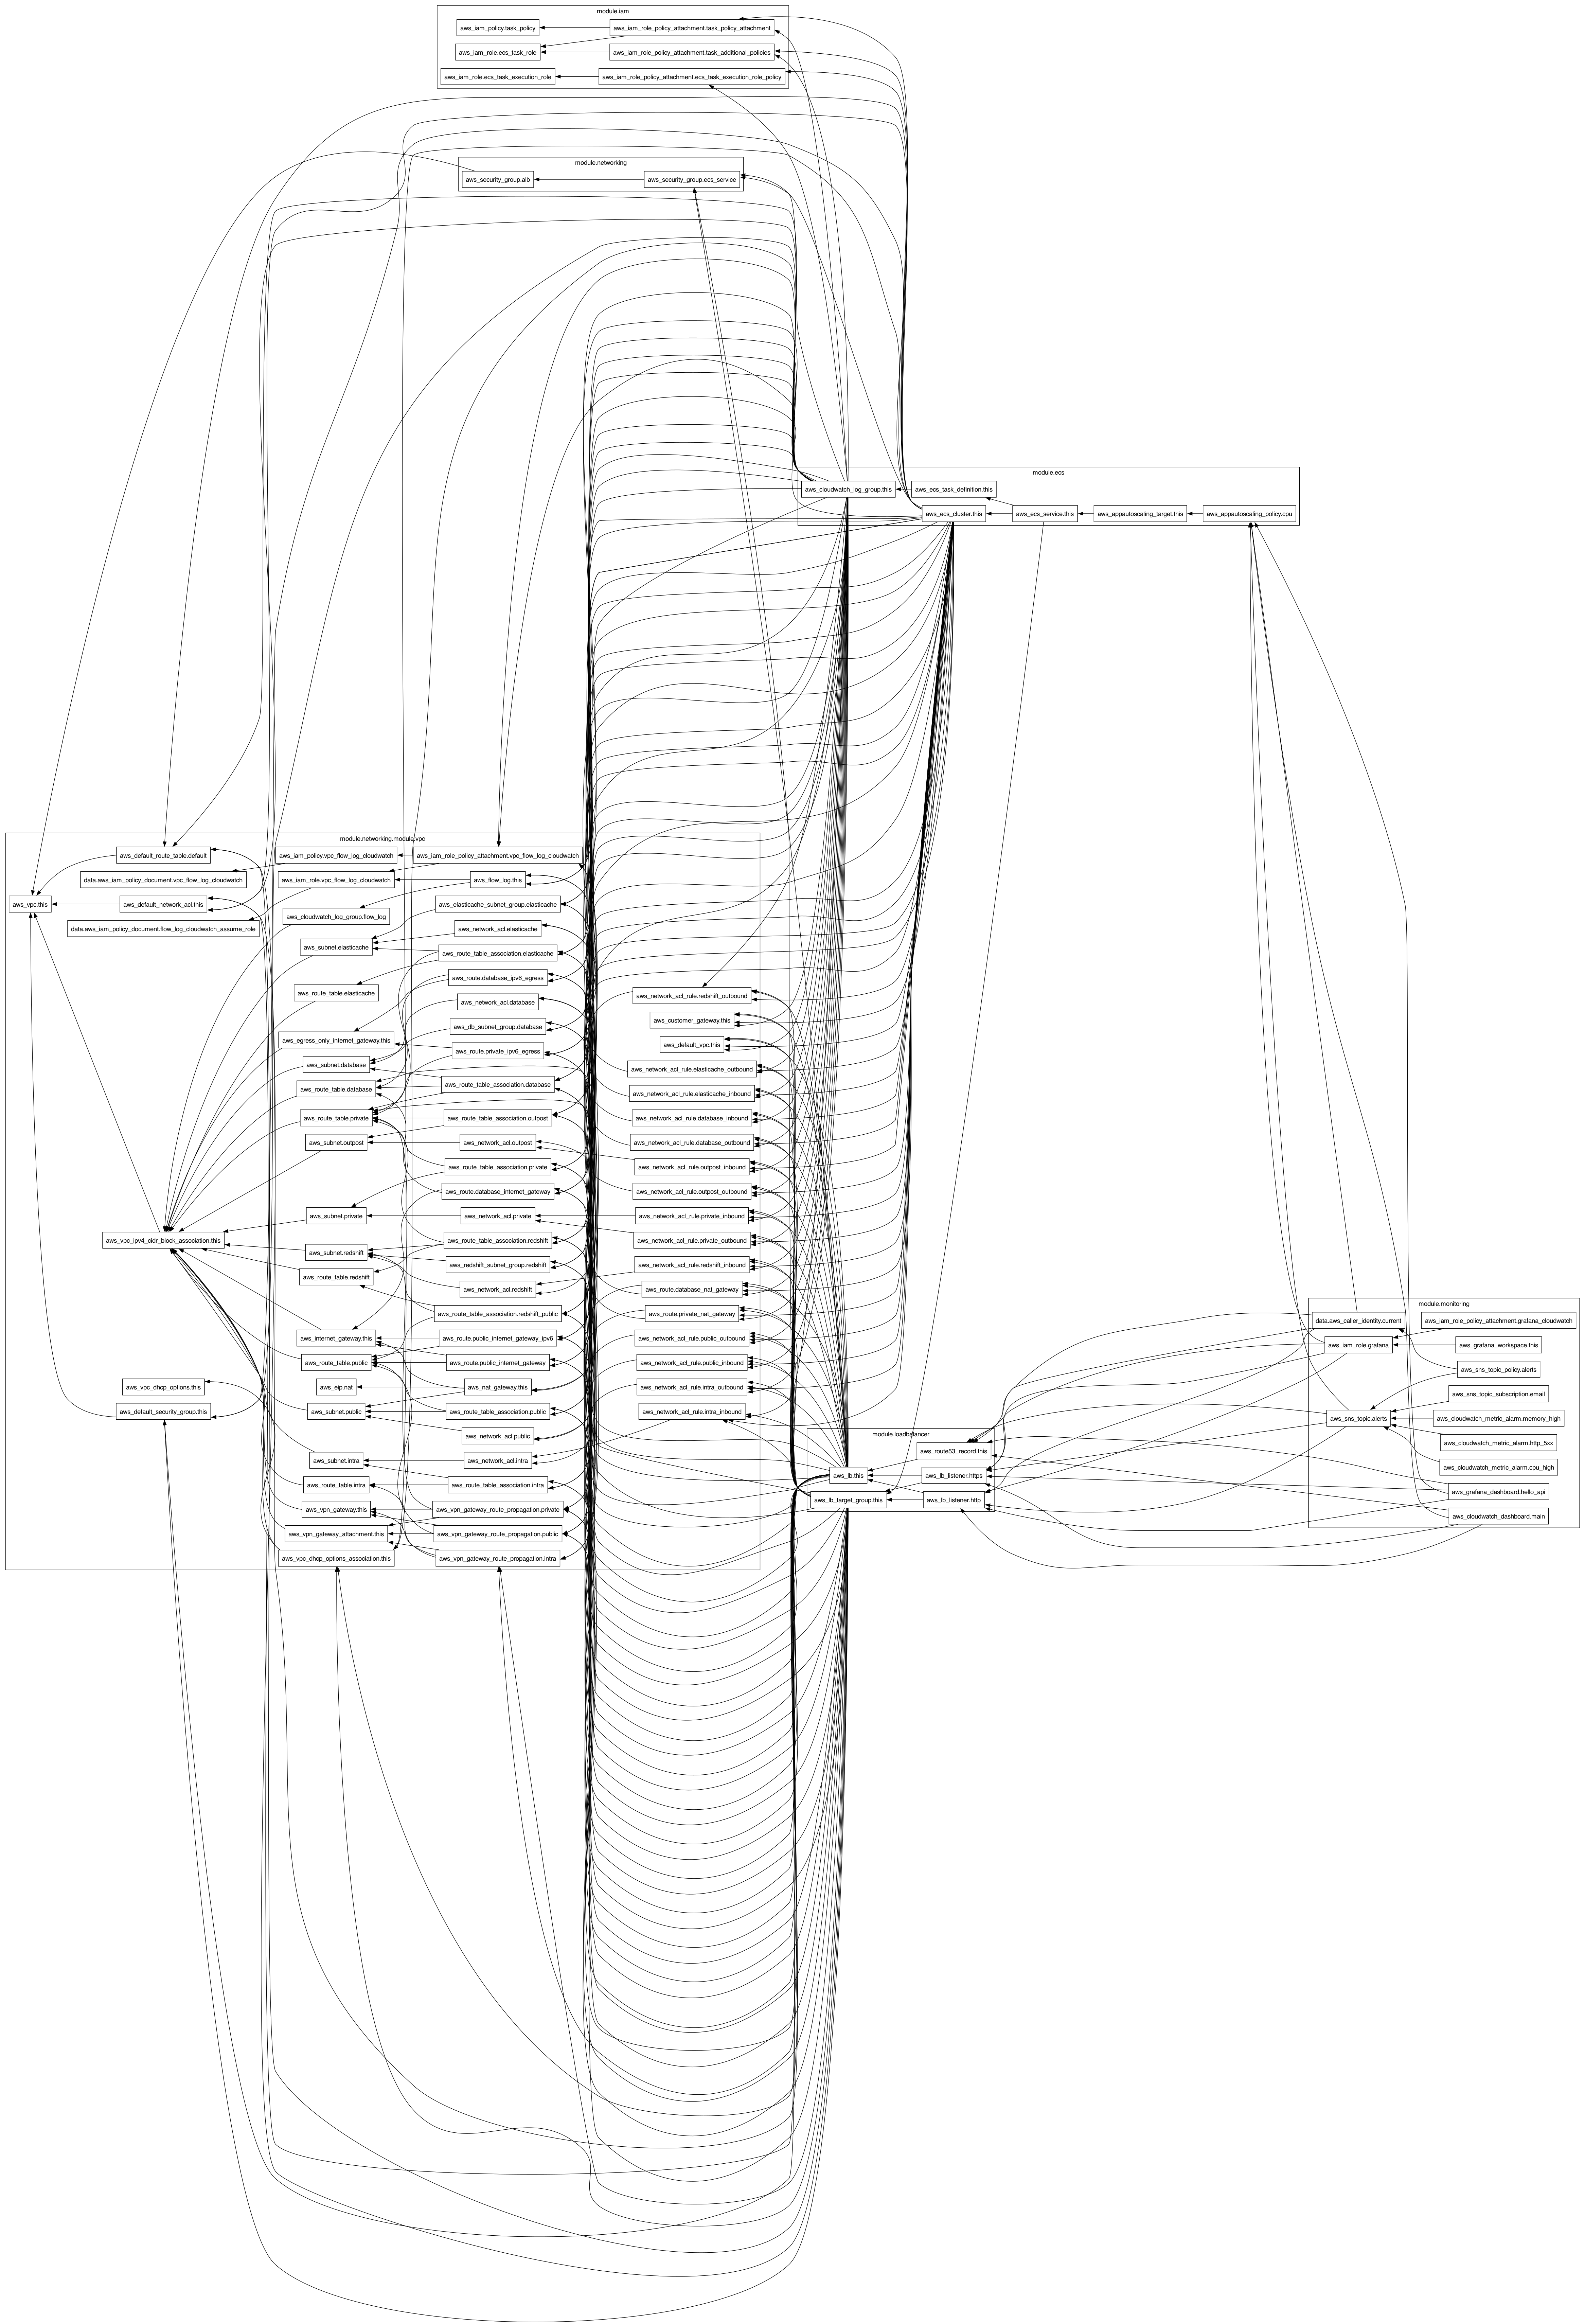 module.iam
aws_iam_policy.task_policy
aws_iam_role_policy_attachment.task_policy_attachment
aws_iam_role.ecs_task_role
aws_iam_role_policy_attachment.task_additional_policies
aws_iam_role.ecs_task_execution_role
aws_iam_role_policy_attachment.ecs_task_execution_role_policy
module.networking
aws_security_group.alb
aws_security_group.ecs_service
module.ecs
aws_cloudwatch_log_group.this
aws_ecs_task_definition.this
aws_ecs_cluster.this
aws_ecs_service.this
aws_appautoscaling_target.this
aws_appautoscaling_policy.cpu
module.networking.module.vpc
aws_default_route_table.default
aws_iam_policy.vpc_flow_log_cloudwatch
aws_iam_role_policy_attachment.vpc_flow_log_cloudwatch
data.aws_iam_policy_document.vpc_flow_log_cloudwatch
aws_iam_role.vpc_flow_log_cloudwatch
aws_flow_log.this
aws_vpc.this
aws_default_network_acl.this
aws_cloudwatch_log_group.flow_log
aws_elasticache_subnet_group.elasticache
data.aws_iam_policy_document.flow_log_cloudwatch_assume_role
aws_network_acl.elasticache
aws_subnet.elasticache
aws_route_table_association.elasticache
aws_route.database_ipv6_egress
aws_route_table.elasticache
aws_network_acl_rule.redshift_outbound
aws_network_acl.database
aws_customer_gateway.this
aws_db_subnet_group.database
aws_egress_only_internet_gateway.this
aws_default_vpc.this
aws_route.private_ipv6_egress
aws_subnet.database
aws_network_acl_rule.elasticache_outbound
aws_route_table.database
aws_route_table_association.database
aws_network_acl_rule.elasticache_inbound
aws_route_table.private
aws_route_table_association.outpost
aws_network_acl_rule.database_inbound
aws_subnet.outpost
aws_network_acl.outpost
aws_network_acl_rule.database_outbound
aws_route_table_association.private
aws_network_acl_rule.outpost_inbound
aws_route.database_internet_gateway
aws_network_acl_rule.outpost_outbound
aws_subnet.private
aws_network_acl.private
aws_network_acl_rule.private_inbound
aws_vpc_ipv4_cidr_block_association.this
aws_route_table_association.redshift
aws_network_acl_rule.private_outbound
aws_subnet.redshift
aws_redshift_subnet_group.redshift
aws_network_acl_rule.redshift_inbound
aws_route_table.redshift
aws_network_acl.redshift
aws_route.database_nat_gateway
aws_route_table_association.redshift_public
aws_route.private_nat_gateway
aws_internet_gateway.this
aws_route.public_internet_gateway_ipv6
aws_network_acl_rule.public_outbound
aws_route_table.public
aws_route.public_internet_gateway
aws_network_acl_rule.public_inbound
aws_vpc_dhcp_options.this
aws_eip.nat
aws_nat_gateway.this
aws_network_acl_rule.intra_outbound
aws_default_security_group.this
aws_subnet.public
aws_route_table_association.public
aws_network_acl_rule.intra_inbound
aws_network_acl.public
aws_subnet.intra
aws_network_acl.intra
aws_route_table.intra
aws_route_table_association.intra
aws_vpn_gateway.this
aws_vpn_gateway_route_propagation.private
aws_vpn_gateway_attachment.this
aws_vpn_gateway_route_propagation.public
aws_vpc_dhcp_options_association.this
aws_vpn_gateway_route_propagation.intra
module.loadbalancer
aws_route53_record.this
aws_lb.this
aws_lb_listener.https
aws_lb_target_group.this
aws_lb_listener.http
module.monitoring
data.aws_caller_identity.current
aws_iam_role_policy_attachment.grafana_cloudwatch
aws_iam_role.grafana
aws_grafana_workspace.this
aws_sns_topic_policy.alerts
aws_sns_topic_subscription.email
aws_sns_topic.alerts
aws_cloudwatch_metric_alarm.memory_high
aws_cloudwatch_metric_alarm.http_5xx
aws_cloudwatch_metric_alarm.cpu_high
aws_grafana_dashboard.hello_api
aws_cloudwatch_dashboard.main